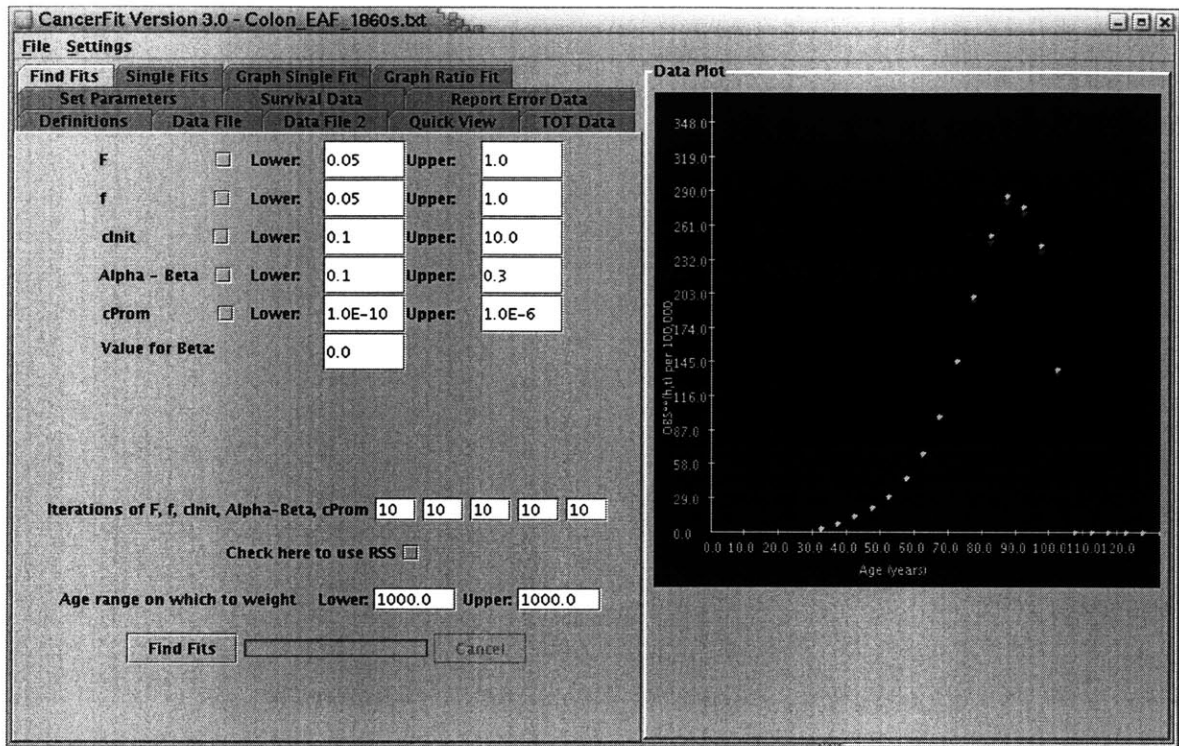 CancerFit Version 3.0 - Colon_EAF_1860s.txt
File Settings
Find Fits Single Fits Graph Single Fit Graph Ratio Fit
Set Parameters Survival Data Report Error Data
Definitions Data File Data File 2 Quick View TOT Data
F Lower: 0.05 Upper: 1.0
f Lower: 0.05 Upper: 1.0
cInit Lower: 0.1 Upper: 10.0
Alpha - Beta Lower: 0.1 Upper: 0.3
cProm Lower: 1.0E-10 Upper: 1.0E-6
Value for Beta: 0.0
Iterations of F, f, cInit, Alpha-Beta, cProm 10 10 10 10 10
Check here to use RSS
Age range on which to weight Lower: 1000.0 Upper: 1000.0
Find Fits Cancel
Data Plot
348.0
319.0
290.0
261.0
232.0
203.0
174.0
145.0
116.0
87.0
58.0
29.0
0.0
OBS**(h,t) per 100,000
0.0 10.0 20.0 30.0 40.0 50.0 60.0 70.0 80.0 90.0 100.0 110.0 120.0
Age (years)